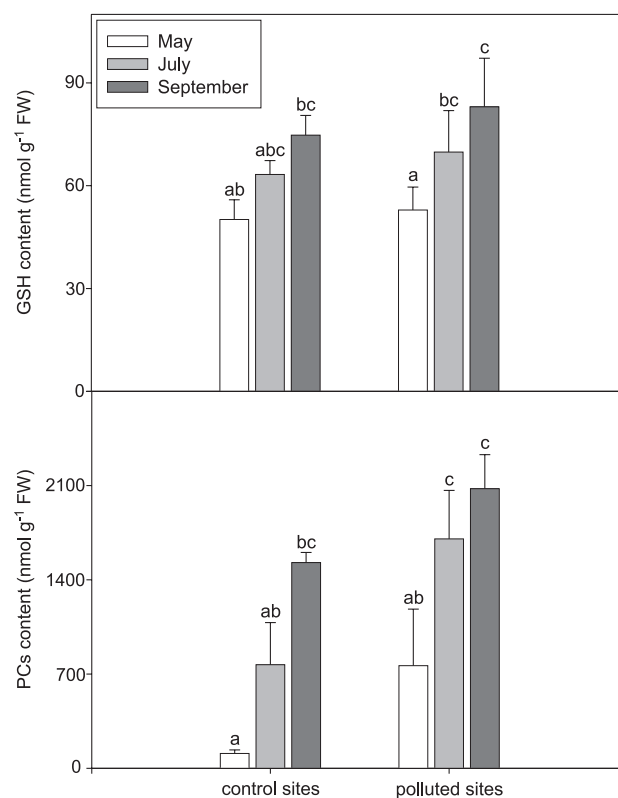 May
July
September
GSH content (nmol g⁻¹ FW)
90
60
30
0
ab
abc
bc
a
bc
c
PCs content (nmol g⁻¹ FW)
2100
1400
700
0
a
ab
bc
ab
c
c
control sites
polluted sites